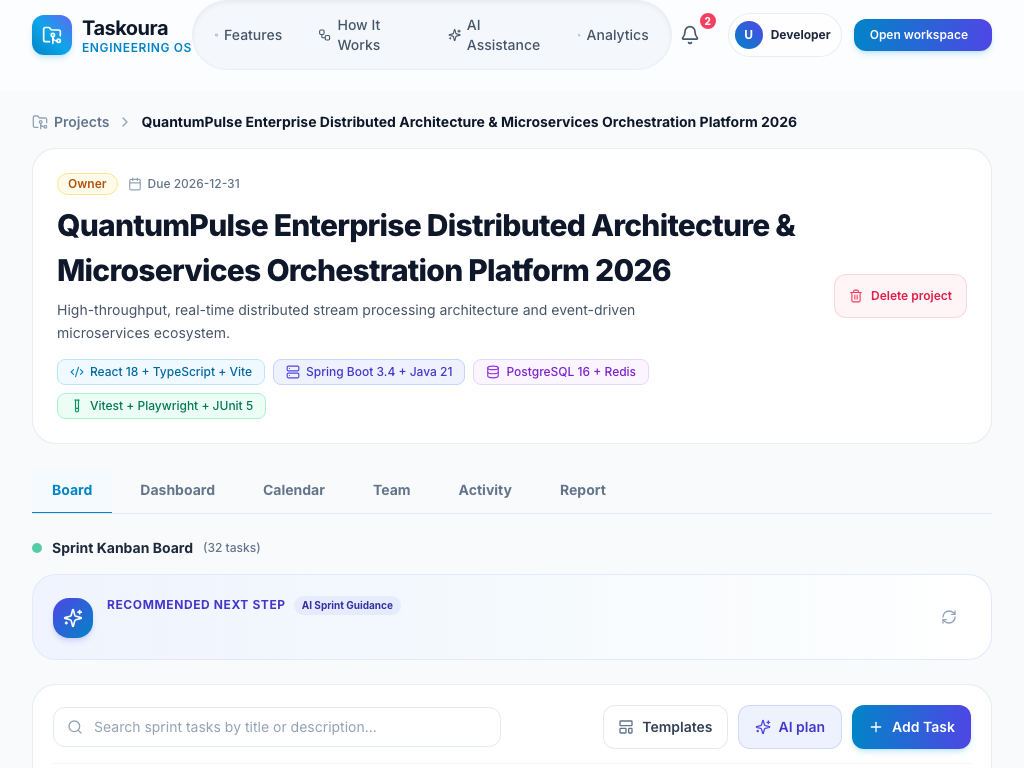 Taskoura
ENGINEERING OS
Features
How It
Works
AI
Assistance
Analytics
2
U
Developer
Open workspace
Projects
QuantumPulse Enterprise Distributed Architecture & Microservices Orchestration Platform 2026
Owner
Due 2026-12-31
QuantumPulse Enterprise Distributed Architecture &
Microservices Orchestration Platform 2026
High-throughput, real-time distributed stream processing architecture and event-driven
microservices ecosystem.
Delete project
React 18 + TypeScript + Vite
Spring Boot 3.4 + Java 21
PostgreSQL 16 + Redis
Vitest + Playwright + JUnit 5
Board
Dashboard
Calendar
Team
Activity
Report
Sprint Kanban Board (32 tasks)
RECOMMENDED NEXT STEP
AI Sprint Guidance
Search sprint tasks by title or description...
Templates
AI plan
Add Task